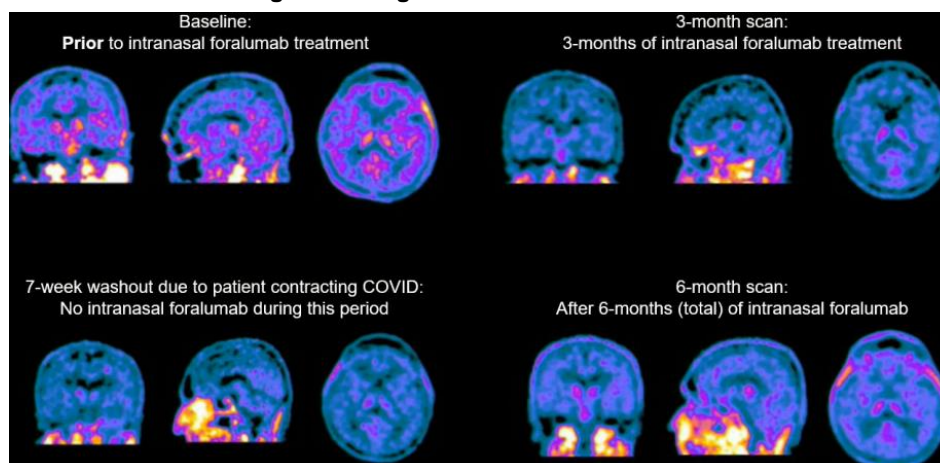 Baseline:
Prior to intranasal foralumab treatment
3-month scan:
3-months of intranasal foralumab treatment
7-week washout due to patient contracting COVID:
No intranasal foralumab during this period
6-month scan:
After 6-months (total) of intranasal foralumab